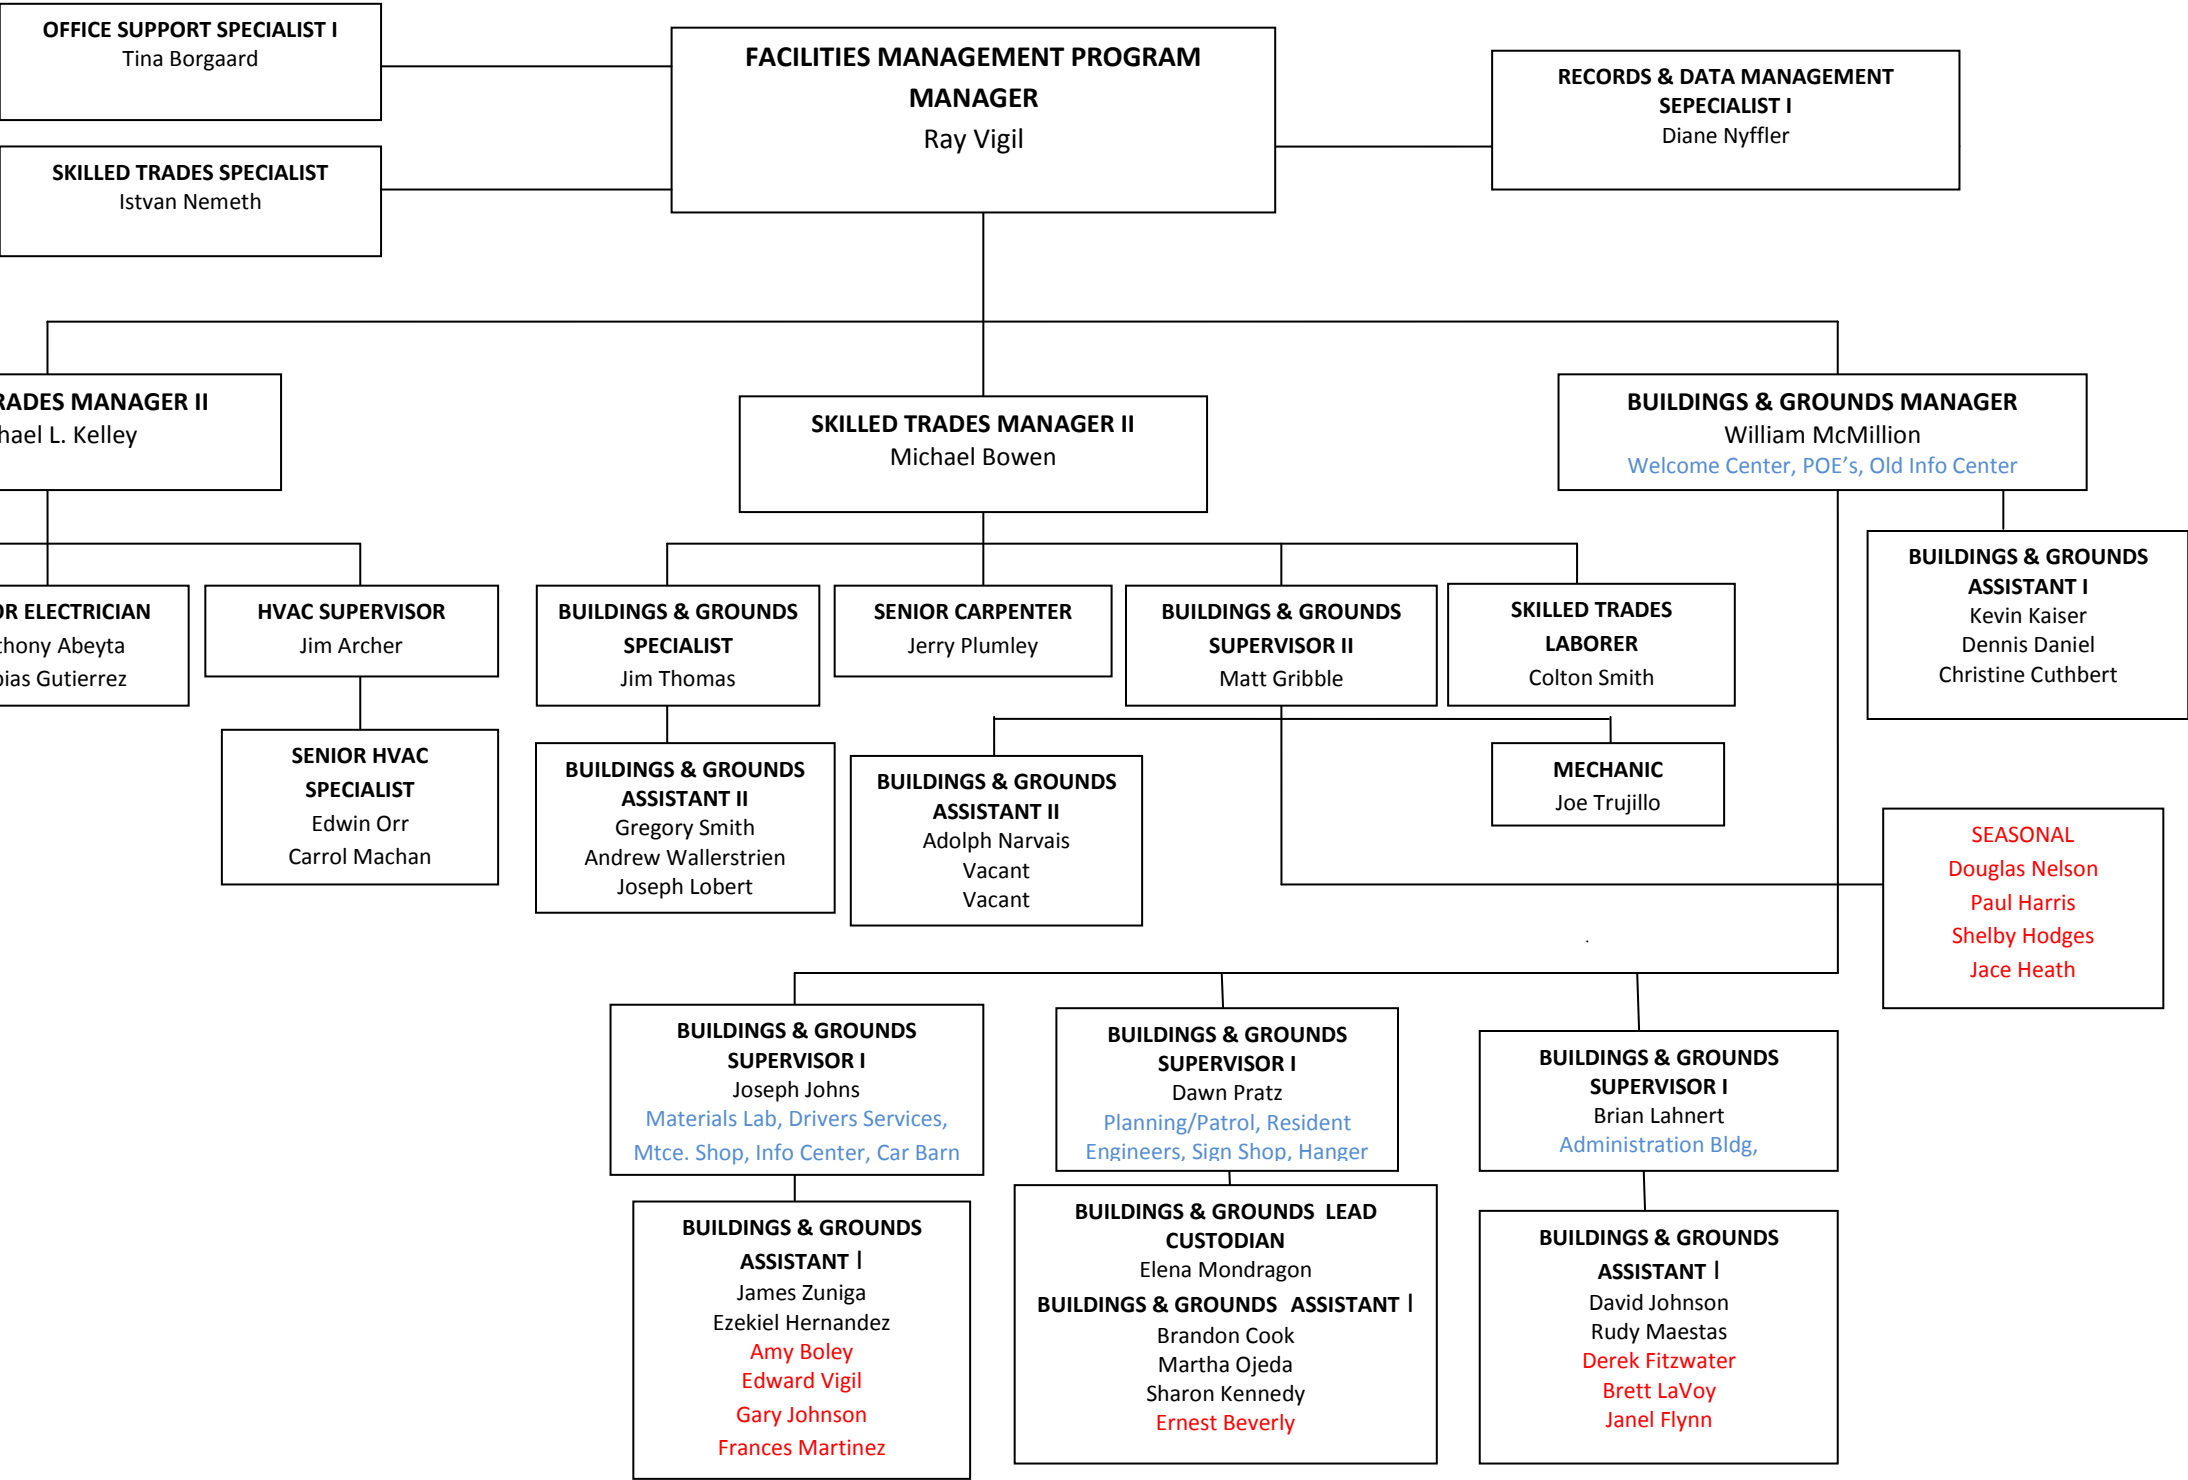 OFFICE SUPPORT SPECIALIST I
Tina Borgaard
FACILITIES MANAGEMENT PROGRAM
MANAGER
Ray Vigil
RECORDS & DATA MANAGEMENT
SEPECIALIST I
Diane Nyffler
SKILLED TRADES SPECIALIST
Istvan Nemeth
MANAGER II
L. Kelley
SKILLED TRADES MANAGER II
Michael Bowen
BUILDINGS & GROUNDS MANAGER
William McMillion
Welcome Center, POE's, Old Info Center
ELECTRICIAN
Abeyta
Gutierrez
HVAC SUPERVISOR
Jim Archer
SENIOR HVAC
SPECIALIST
Edwin Orr
Carrol Machan
BUILDINGS & GROUNDS
SPECIALIST
Jim Thomas
BUILDINGS & GROUNDS
ASSISTANT II
Gregory Smith
Andrew Wallerstrien
Joseph Lobert
SENIOR CARPENTER
Jerry Plumley
BUILDINGS & GROUNDS
SUPERVISOR II
Matt Gribble
BUILDINGS & GROUNDS
ASSISTANT II
Adolph Narvais
Vacant
Vacant
SKILLED TRADES
LABORER
Colton Smith
MECHANIC
Joe Trujillo
BUILDINGS & GROUNDS
ASSISTANT I
Kevin Kaiser
Dennis Daniel
Christine Cuthbert
SEASONAL
Douglas Nelson
Paul Harris
Shelby Hodges
Jace Heath
BUILDINGS & GROUNDS
SUPERVISOR I
Joseph Johns
Materials Lab, Drivers Services,
Mtce. Shop, Info Center, Car Barn
BUILDINGS & GROUNDS
ASSISTANT I
James Zuniga
Ezekiel Hernandez
Amy Boley
Edward Vigil
Gary Johnson
Frances Martinez
BUILDINGS & GROUNDS
SUPERVISOR I
Dawn Pratz
Planning/Patrol, Resident
Engineers, Sign Shop, Hanger
BUILDINGS & GROUNDS LEAD
CUSTODIAN
Elena Mondragon
BUILDINGS & GROUNDS ASSISTANT I
Brandon Cook
Martha Ojeda
Sharon Kennedy
Ernest Beverly
BUILDINGS & GROUNDS
SUPERVISOR I
Brian Lahnert
Administration Bldg,
BUILDINGS & GROUNDS
ASSISTANT I
David Johnson
Rudy Maestas
Derek Fitzwater
Brett LaVoy
Janel Flynn